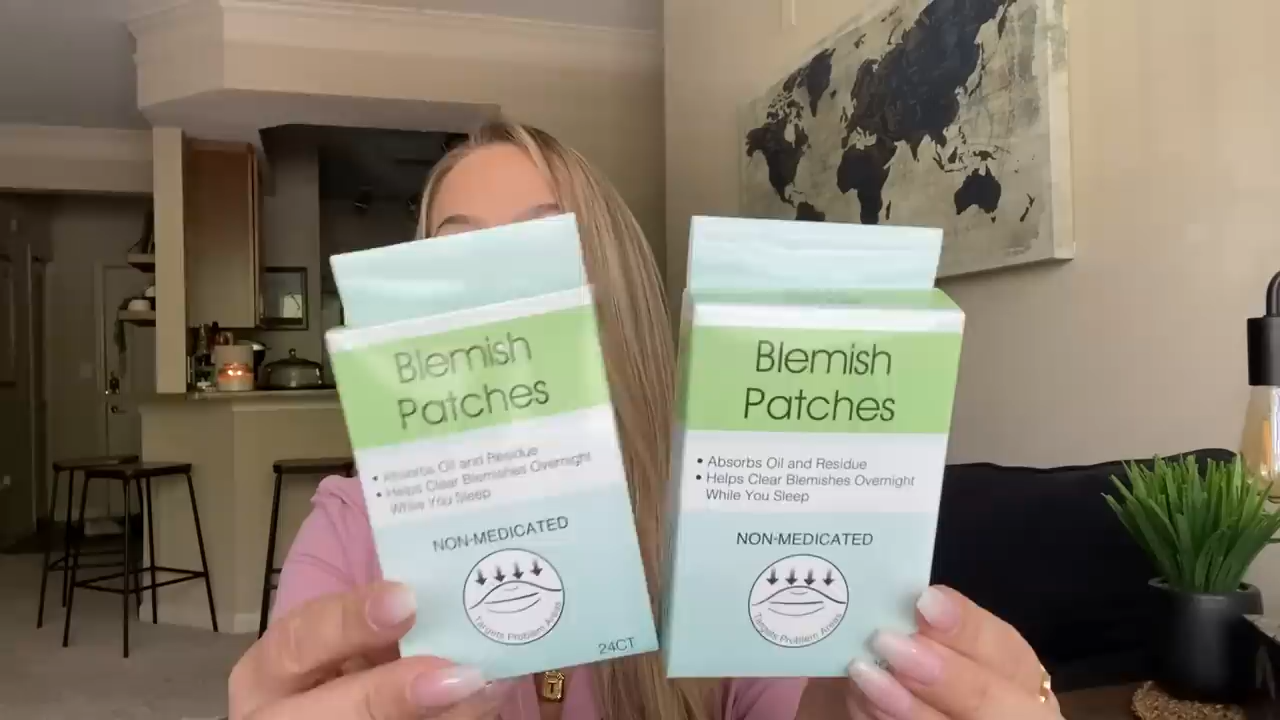 Blemish
Patches
• Absorbs Oil and Residue
• Helps Clear Blemishes Overnight
While You Sleep
NON-MEDICATED
Targets Problem Areas
24CT
Blemish
Patches
• Absorbs Oil and Residue
• Helps Clear Blemishes Overnight
While You Sleep
NON-MEDICATED
Targets Problem Areas